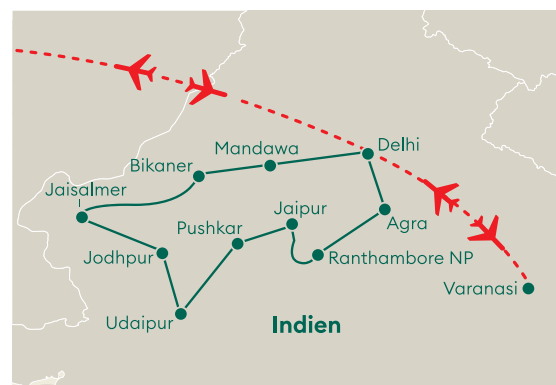 Delhi
Mandawa
Bikaner
Jaisalmer
Jaipur
Agra
Pushkar
Jodhpur
Ranthambore NP
Varanasi
Udaipur
Indien